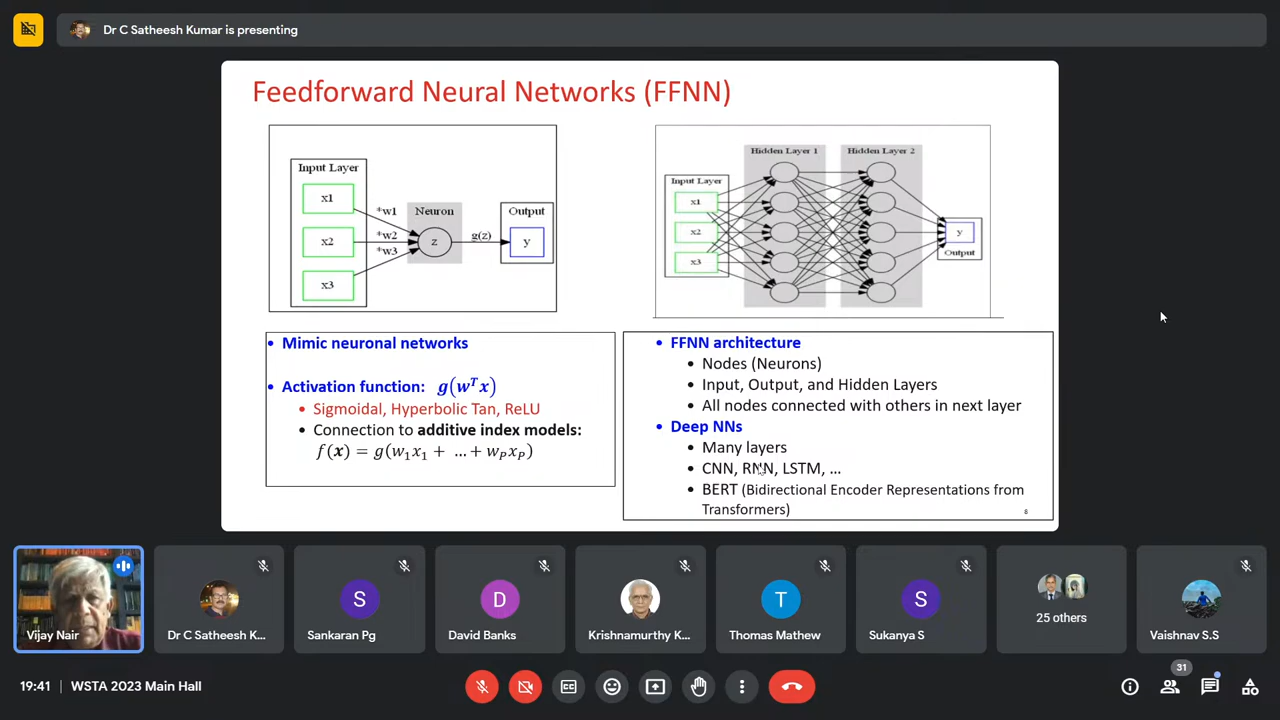 Dr C Satheesh Kumar is presenting
Feedforward Neural Networks (FFNN)
Input Layer
x1
x2
x3
*w1
*w2
*w3
Neuron
z
g(z)
Output
y
Hidden Layer 1
Hidden Layer 2
Input Layer
x1
x2
x3
y
Output
• Mimic neuronal networks
• Activation function: g(wᵀx)
• Sigmoidal, Hyperbolic Tan, ReLU
• Connection to additive index models:
f(x) = g(w₁x₁ + …+ w_P x_P)
• FFNN architecture
• Nodes (Neurons)
• Input, Output, and Hidden Layers
• All nodes connected with others in next layer
• Deep NNs
• Many layers
• CNN, RNN, LSTM, …
• BERT (Bidirectional Encoder Representations from
Transformers)
8
Vijay Nair
Dr C Satheesh K...
S
Sankaran Pg
D
David Banks
Krishnamurthy K...
T
Thomas Mathew
S
Sukanya S
25 others
Vaishnav S.S
19:41 | WSTA 2023 Main Hall
31